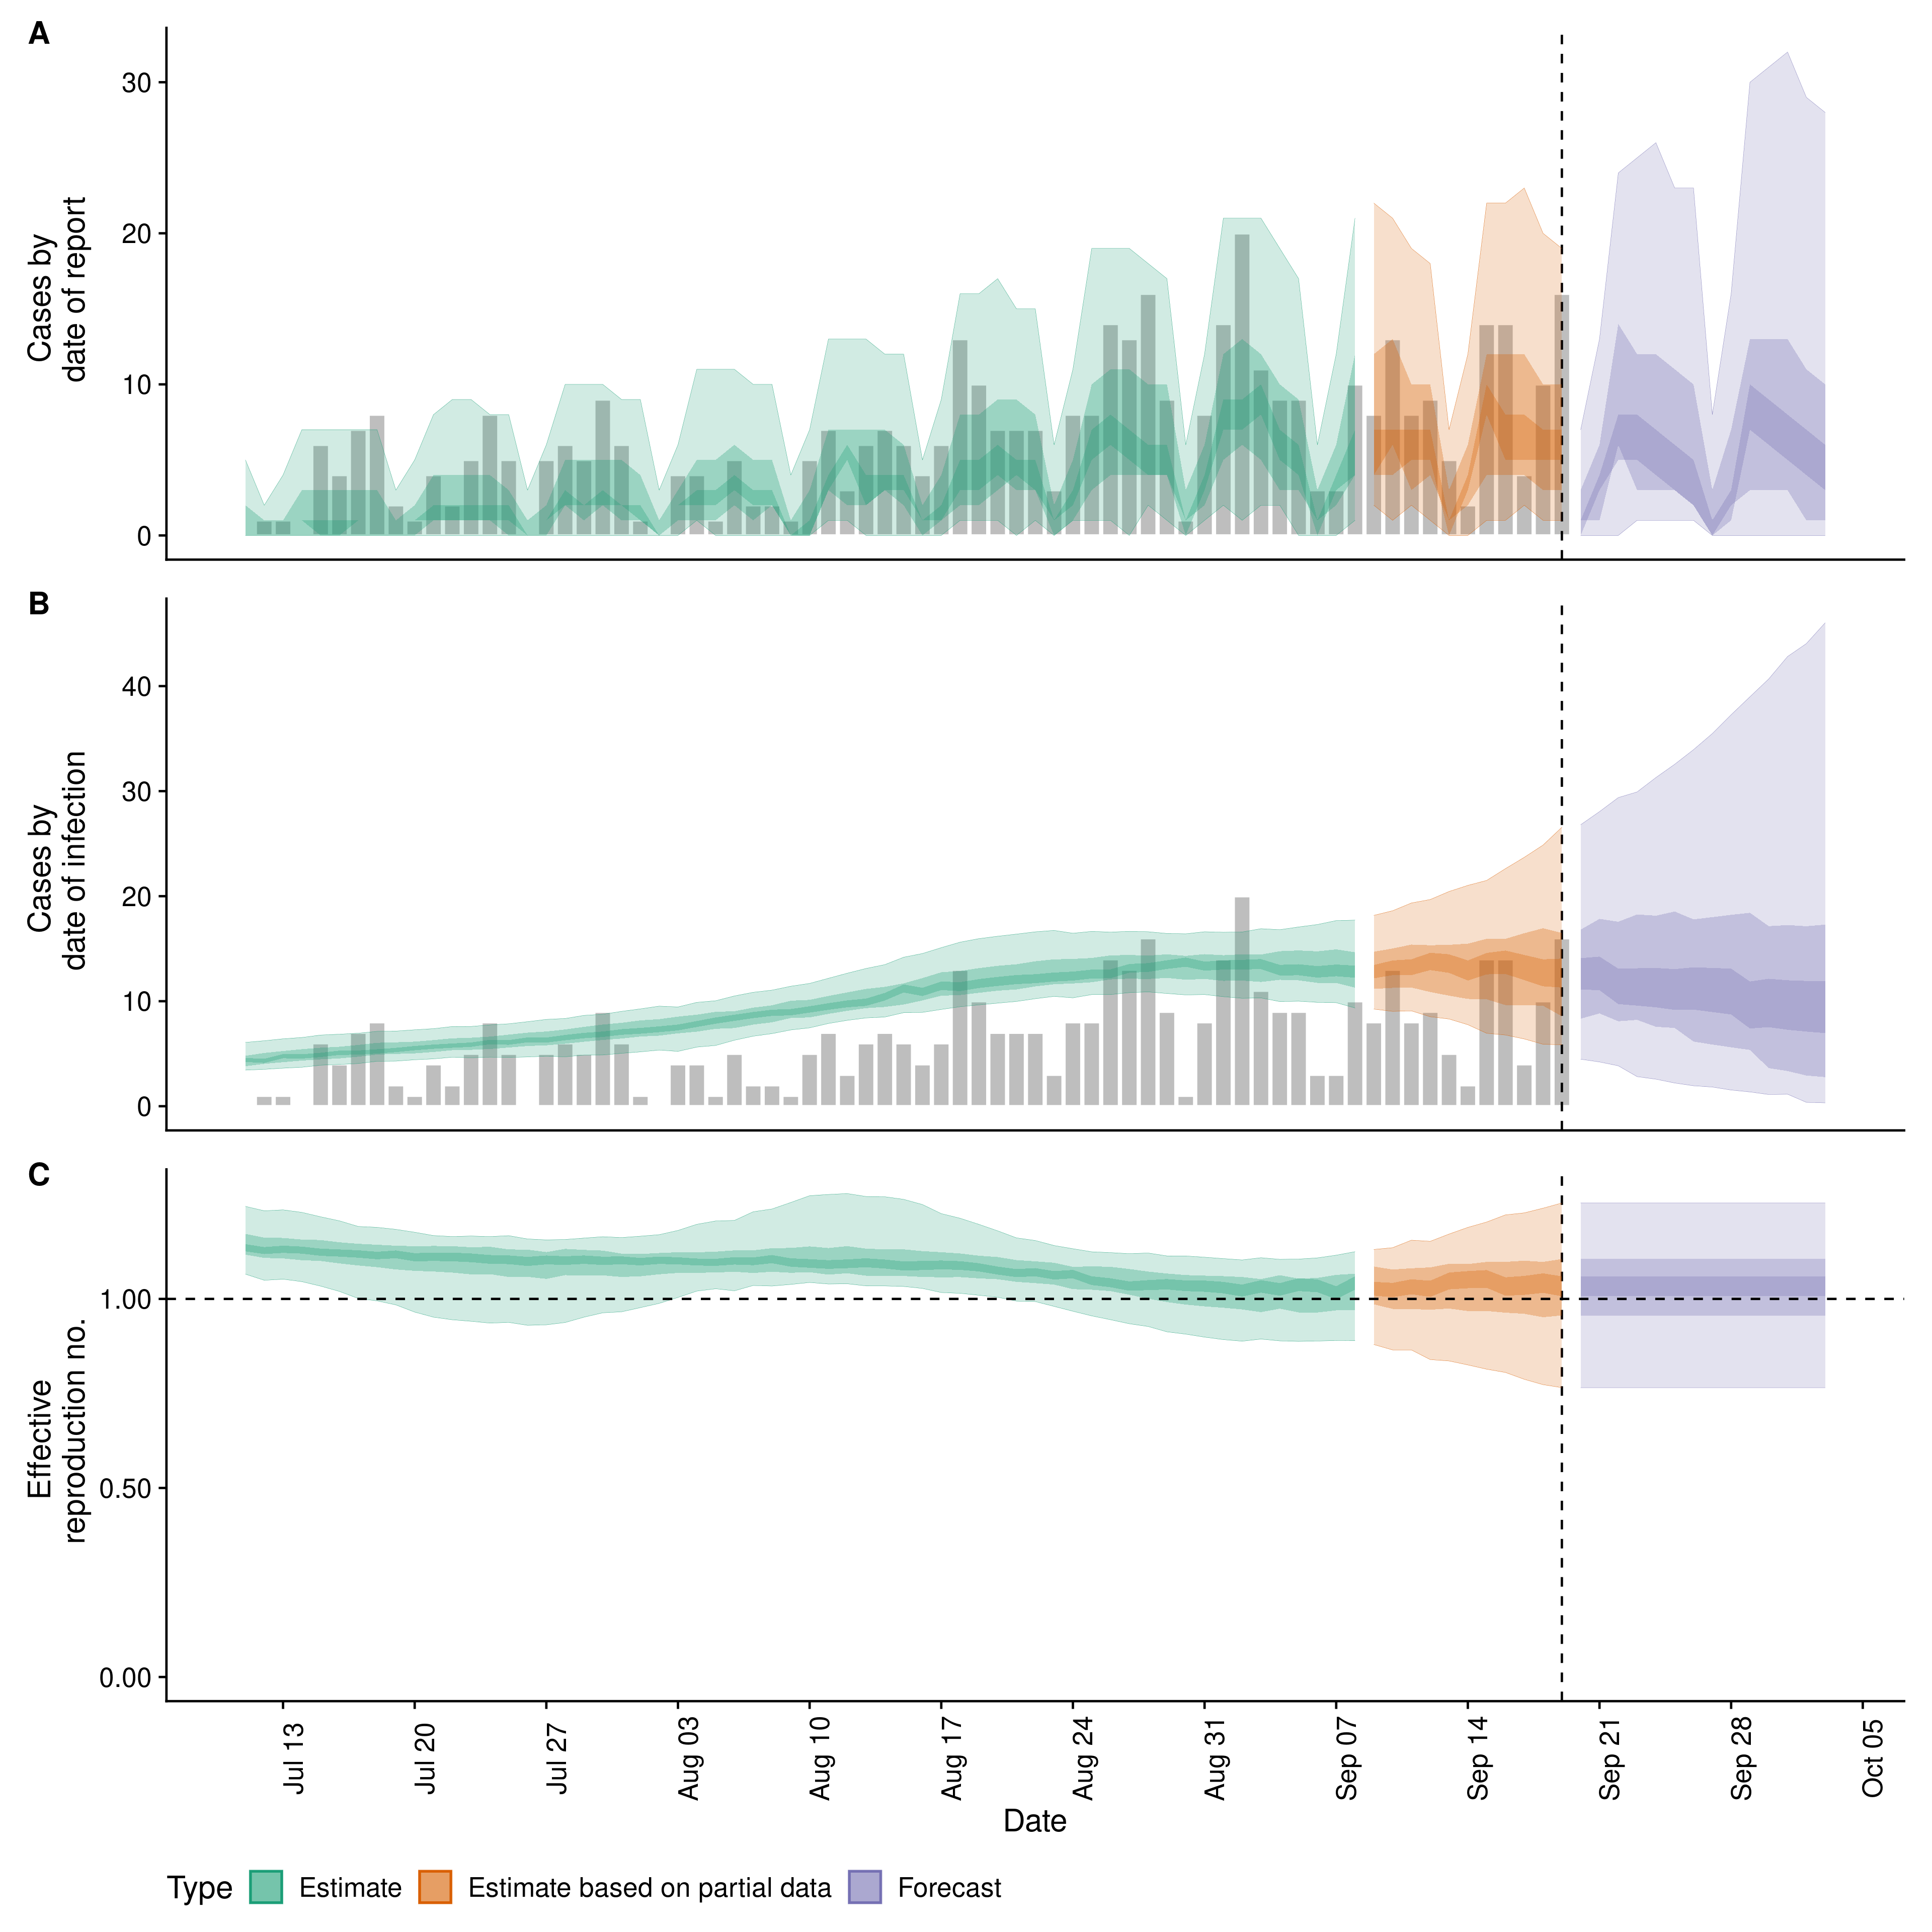 A
Cases by
date of report
30
20
10
0
B
Cases by
date of infection
40
30
20
10
0
C
Effective
reproduction no.
1.00
0.50
0.00
Jul 13
Jul 20
Jul 27
Aug 03
Aug 10
Aug 17
Aug 24
Aug 31
Sep 07
Sep 14
Sep 21
Sep 28
Oct 05
Date
Type Estimate Estimate based on partial data Forecast